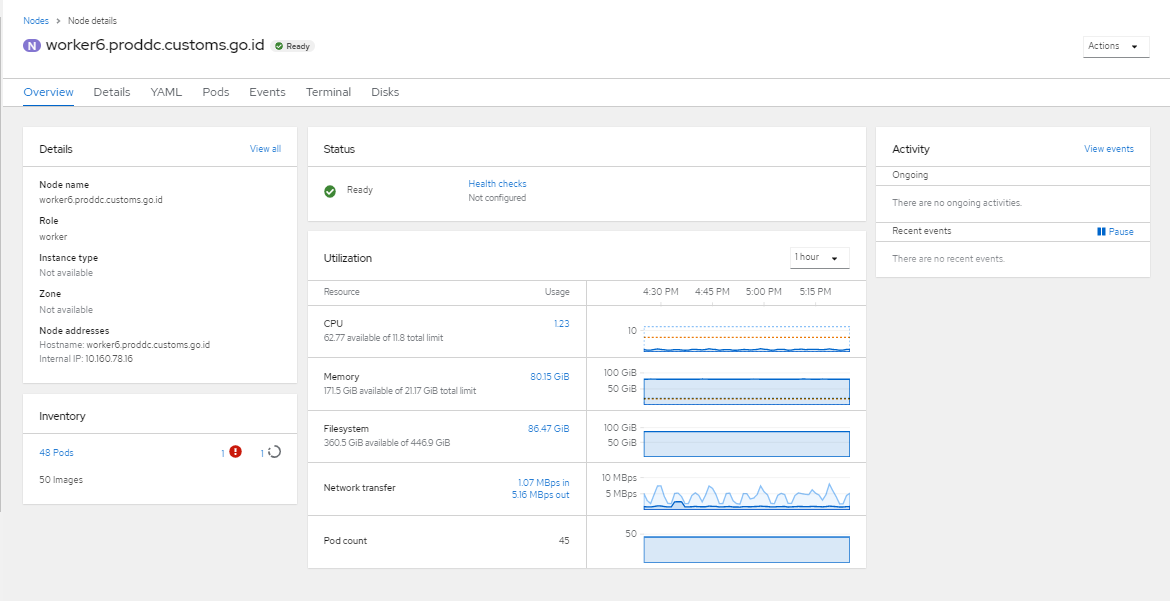 Nodes > Node details
N worker6.proddc.customs.go.id Ready
Actions
Overview Details YAML Pods Events Terminal Disks
Details View all
Node name
worker6.proddc.customs.go.id
Role
worker
Instance type
Not available
Zone
Not available
Node addresses
Hostname: worker6.proddc.customs.go.id
Internal IP: 10.160.78.16
Inventory
48 Pods 1 1
50 Images
Status
Ready
Health checks
Not configured
Utilization 1 hour
Resource Usage 4:30 PM 4:45 PM 5:00 PM 5:15 PM
CPU 1.23
62.77 available of 11.8 total limit
10
Memory 80.15 GiB
171.5 GiB available of 21.17 GiB total limit
100 GiB
50 GiB
Filesystem 86.47 GiB
360.5 GiB available of 446.9 GiB
100 GiB
50 GiB
Network transfer
1.07 MBps in
5.16 MBps out
10 MBps
5 MBps
Pod count 45
50
Activity View events
Ongoing
There are no ongoing activities.
Recent events Pause
There are no recent events.